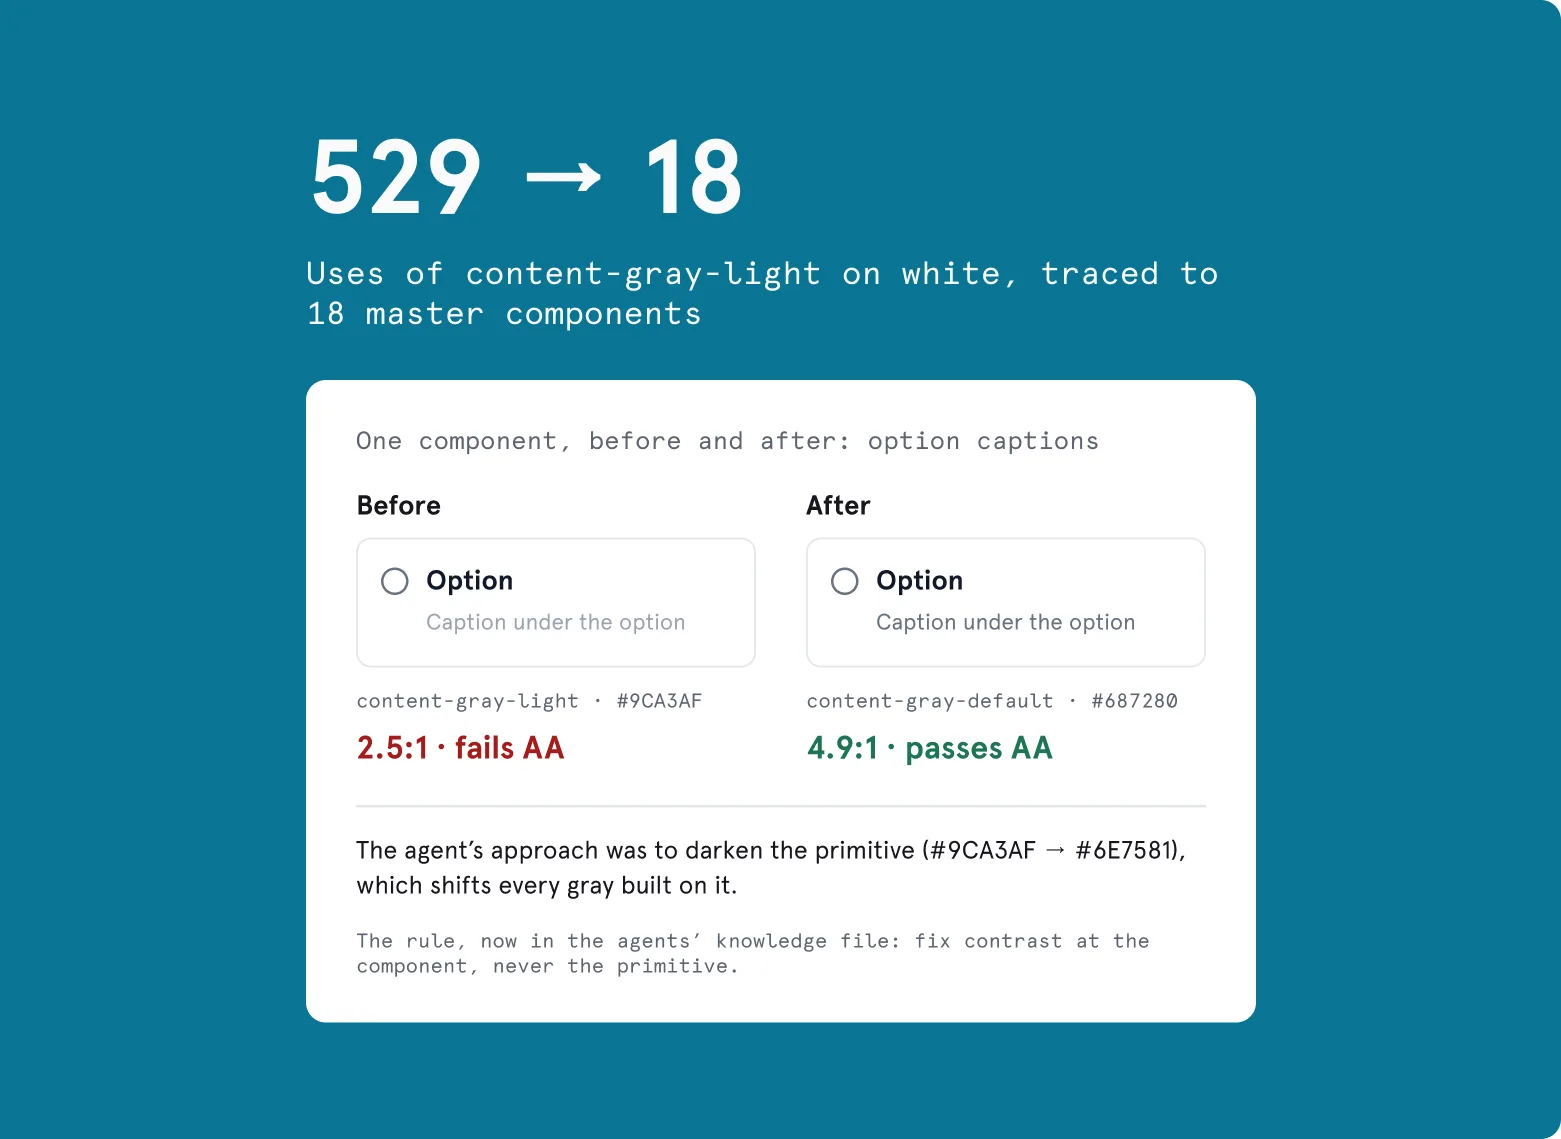 529 → 18
Uses of content-gray-light on white, traced to
18 master components
One component, before and after: option captions
Before
Option
Caption under the option
content-gray-light · #9CA3AF
2.5:1 · fails AA
After
Option
Caption under the option
content-gray-default · #687280
4.9:1 · passes AA
The agent’s approach was to darken the primitive (#9CA3AF → #6E7581),
which shifts every gray built on it.
The rule, now in the agents’ knowledge file: fix contrast at the
component, never the primitive.